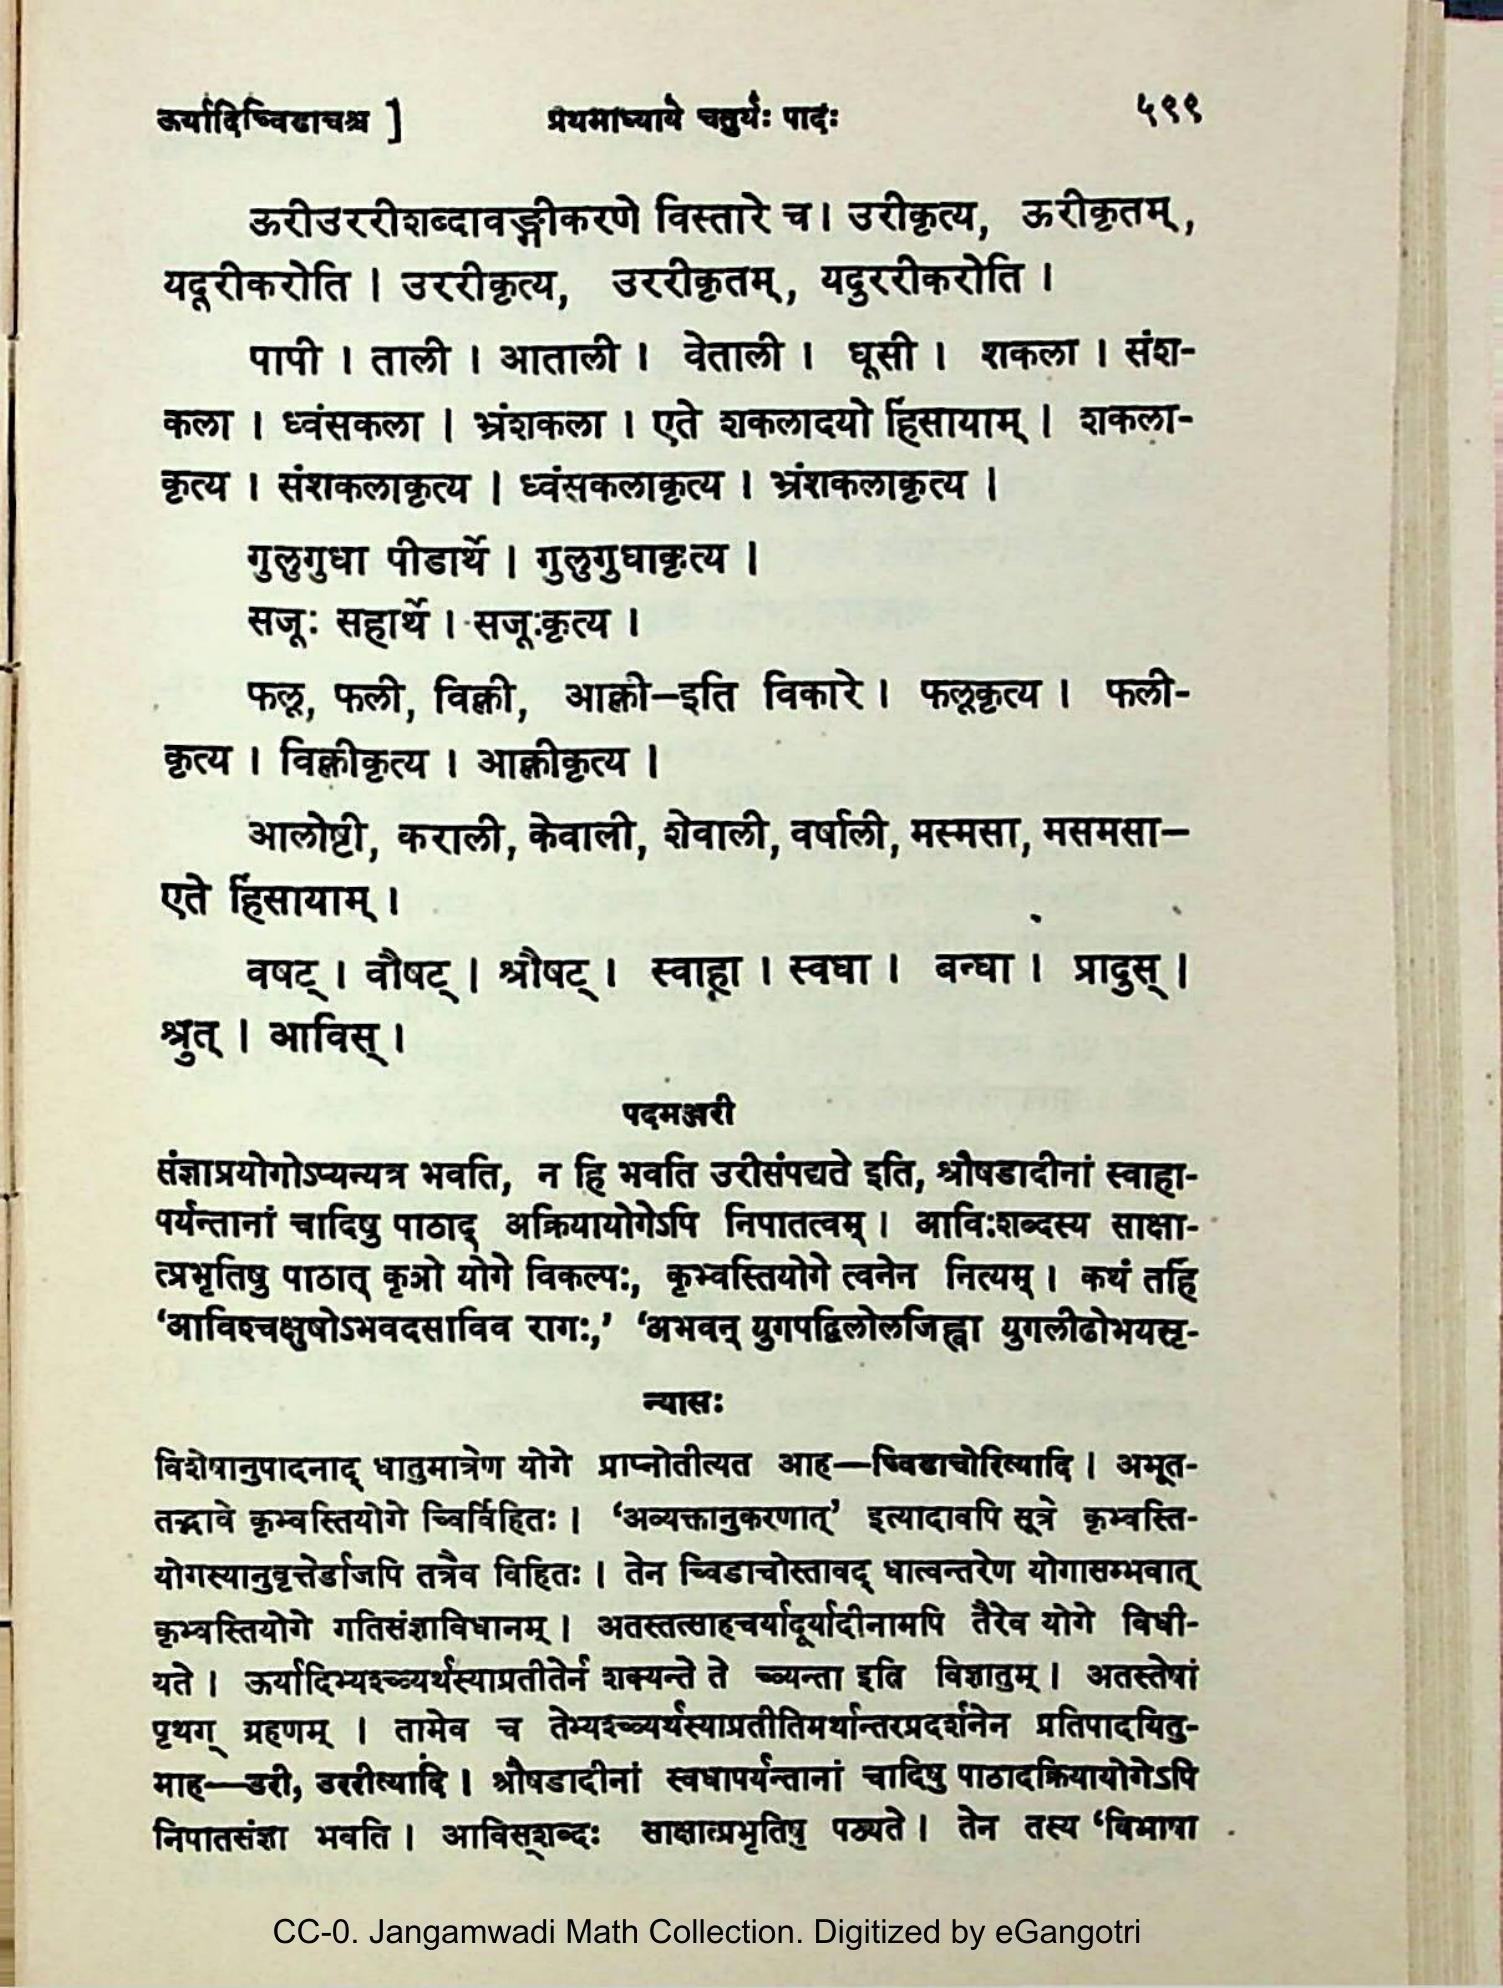 ऊर्यादिच्विडाचश्च ] प्रथमाध्याये चतुर्थः पादः ५९९
ऊरीउररीशब्दावङ्गीकरणे विस्तारे च। उरीकृत्य, ऊरीकृतम्,
यदूरीकरोति । उररीकृत्य, उररीकृतम्, यदुररीकरोति ।
पापी । ताली । आताली । वेताली । धूसी । शकला । संश-
कला । ध्वंसकला । भ्रंशकला । एते शकलादयो हिंसायाम् । शकला-
कृत्य । संशकलाकृत्य । ध्वंसकलाकृत्य । भ्रंशकलाकृत्य ।
गुलुगुधा पीडार्थे । गुलुगुधाकृत्य ।
सजूः सहार्थे । सजूःकृत्य ।
फलू, फली, विक्ली, आक्ली—इति विकारे । फलूकृत्य । फली-
कृत्य । विक्लीकृत्य । आक्लीकृत्य ।
आलोष्टी, कराली, केवाली, शेवाली, वर्षाली, मस्मसा, मसमसा—
एते हिंसायाम् ।
वषट् । वौषट् । श्रौषट् । स्वाहा । स्वधा । बन्धा । प्रादुस् ।
श्रुत् । आविस् ।
पदमञ्जरी
संज्ञाप्रयोगोऽप्यन्यत्र भवति, न हि भवति उरीसंपद्यते इति, श्रौषडादीनां स्वाहा-
पर्यन्तानां चादिषु पाठाद् अक्रियायोगेऽपि निपातत्वम् । आविःशब्दस्य साक्षा-
त्प्रभृतिषु पाठात् कृञो योगे विकल्पः, कृभ्वस्तियोगे त्वनेन नित्यम् । कथं तर्हि
‘आविश्चक्षुषोऽभवदसाविव रागः,’ ‘अभवन् युगपद्विलोलजिह्वा युगलीढोभयसृ-
न्यासः
विशेषानुपादनाद् धातुमात्रेण योगे प्राप्नोतीत्यत आह—च्विडाचोरित्यादि । अभूत-
तद्भावे कृभ्वस्तियोगे च्विर्विहितः । ‘अव्यक्तानुकरणात्’ इत्यादावपि सूत्रे कृभ्वस्ति-
योगस्यानुवृत्तेर्डाजपि तत्रैव विहितः । तेन च्विडाचोस्तावद् धात्वन्तरेण योगासम्भवात्
कृभ्वस्तियोगे गतिसंज्ञाविधानम् । अतस्तत्साहचर्यादूर्यादीनामपि तैरेव योगे विधी-
यते । ऊर्यादिभ्यश्च्व्यर्थस्याप्रतीतेर्न शक्यन्ते ते च्व्यन्ता इति विज्ञातुम् । अतस्तेषां
पृथग् ग्रहणम् । तामेव च तेभ्यश्च्व्यर्थस्याप्रतीतिमर्थान्तरप्रदर्शनेन प्रतिपादयितु-
माह—उरी, उररीत्यादि । श्रौषडादीनां स्वधापर्यन्तानां चादिषु पाठादक्रियायोगेऽपि
निपातसंज्ञा भवति । आविस्शब्दः साक्षात्प्रभृतिषु पठ्यते । तेन तस्य ‘विभाषा
CC-0. Jangamwadi Math Collection. Digitized by eGangotri